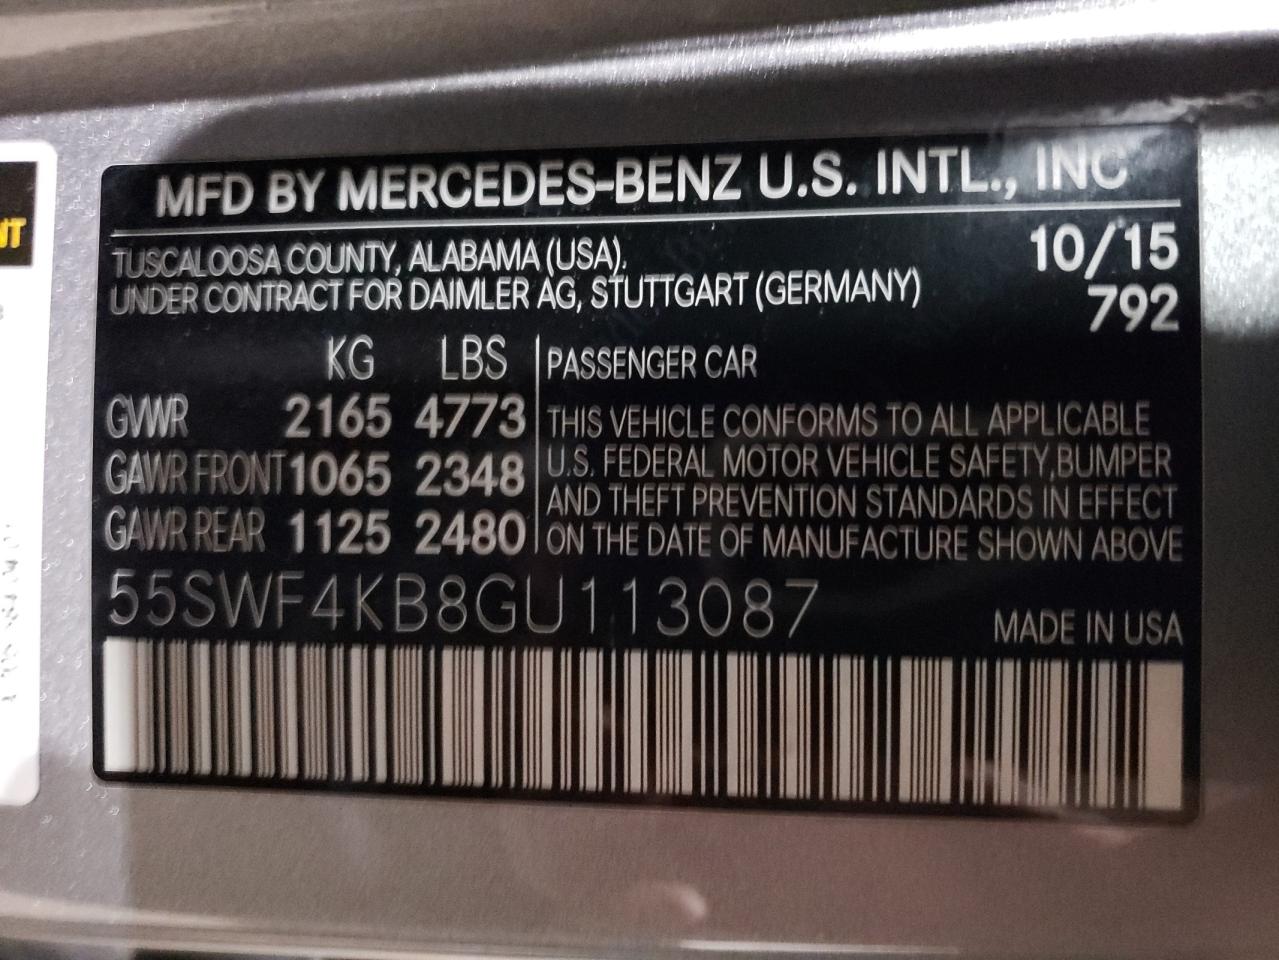 MFD BY MERCEDES-BENZ U.S. INTL., INC
TUSCALOOSA COUNTY, ALABAMA (USA), 10/15
UNDER CONTRACT FOR DAIMLER AG, STUTTGART (GERMANY) 792
KG LBS
GVWR 2165 4773
GAWR FRONT 1065 2348
GAWR REAR 1125 2480
PASSENGER CAR
THIS VEHICLE CONFORMS TO ALL APPLICABLE
U.S. FEDERAL MOTOR VEHICLE SAFETY,BUMPER
AND THEFT PREVENTION STANDARDS IN EFFECT
ON THE DATE OF MANUFACTURE SHOWN ABOVE
55SWF4KB8GU113087
MADE IN USA